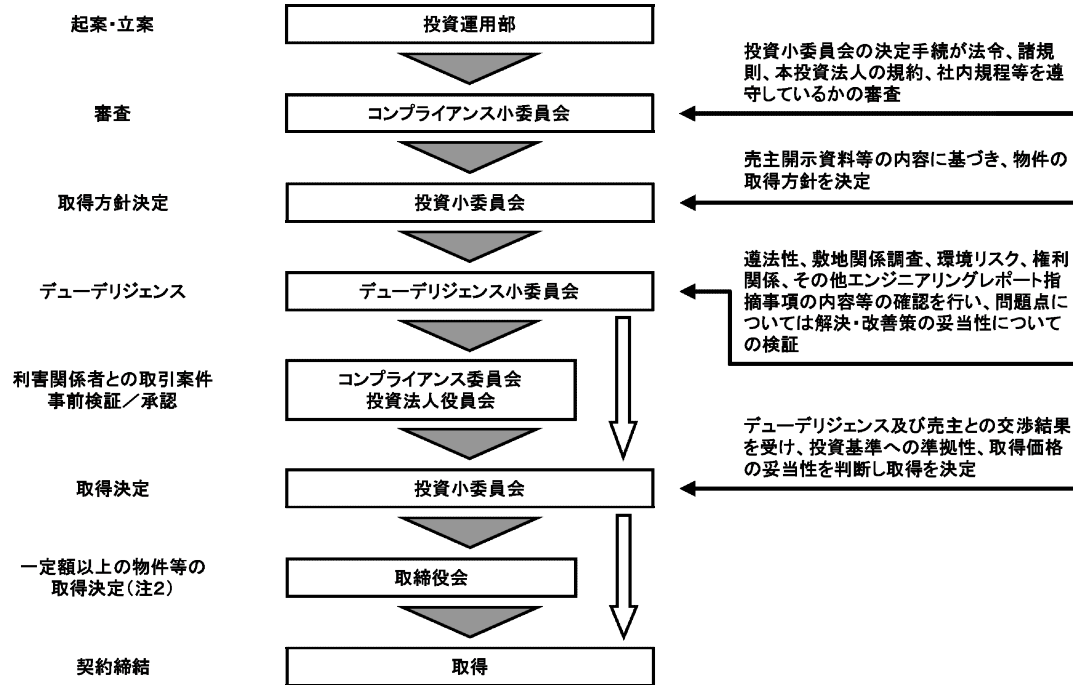 起案・立案
投資運用部
投資小委員会の決定手続が法令、諸規
則、本投資法人の規約、社内規程等を遵
守しているかの審査
審査
コンプライアンス小委員会
売主開示資料等の内容に基づき、物件の
取得方針を決定
取得方針決定
投資小委員会
遵法性、敷地関係調査、環境リスク、権利
関係、その他エンジニアリングレポート指
摘事項の内容等の確認を行い、問題点に
ついては解決・改善策の妥当性について
の検証
デューデリジェンス
デューデリジェンス小委員会
利害関係者との取引案件
事前検証／承認
コンプライアンス委員会
投資法人役員会
デューデリジェンス及び売主との交渉結果
を受け、投資基準への準拠性、取得価格
の妥当性を判断し取得を決定
取得決定
投資小委員会
一定額以上の物件等の
取得決定(注2)
取締役会
契約締結
取得